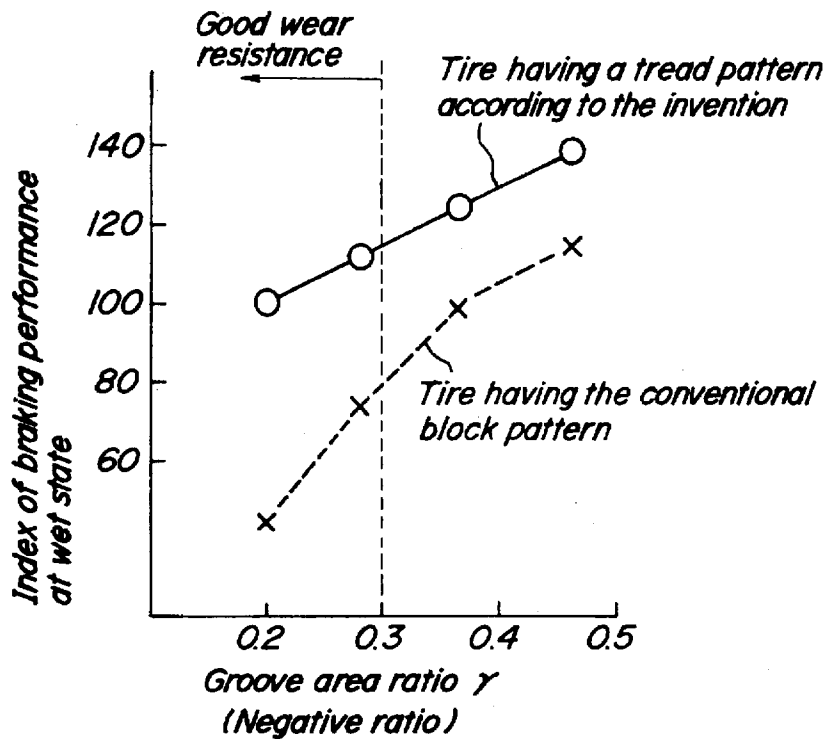 Good wear
resistance
Tire having a tread pattern
according to the invention
140
120
100
80
60
Tire having the conventional
block pattern
Index of braking performance
at wet state
0.2 0.3 0.4 0.5
Groove area ratio γ
(Negative ratio)